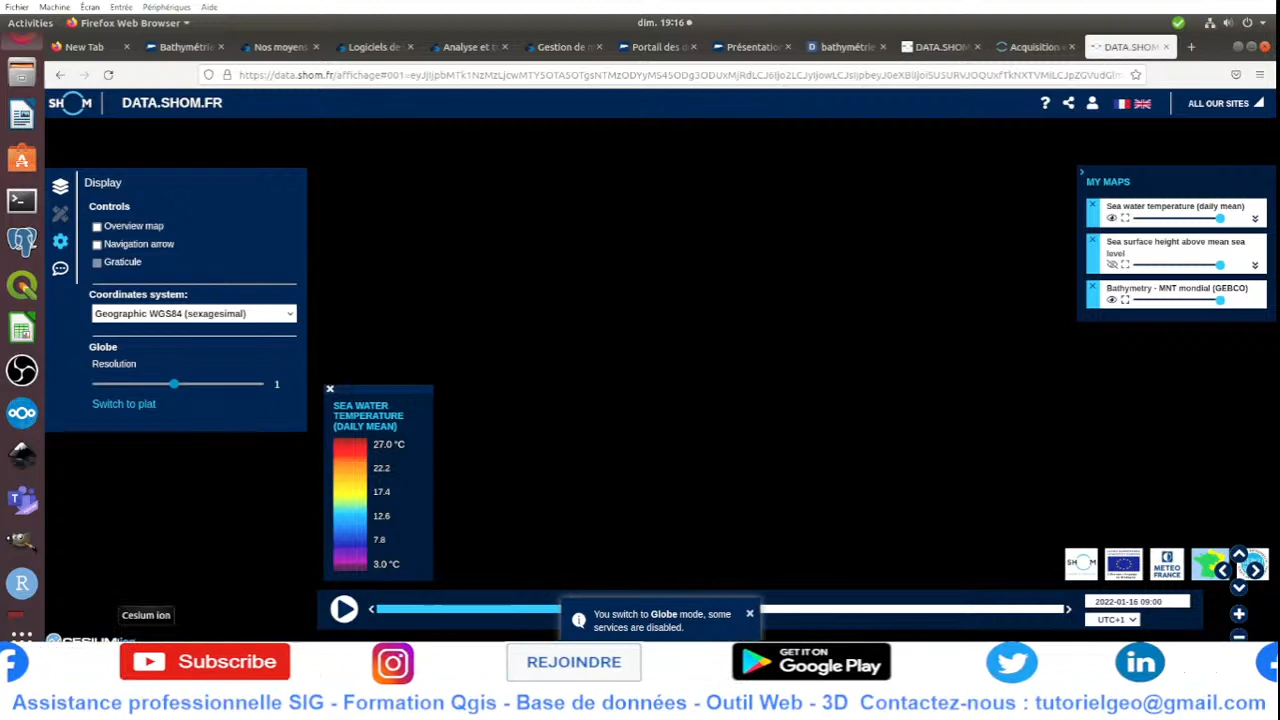 Fichier Machine Écran Entrée Périphériques Aide
Activities Firefox Web Browser dim. 19:16
New Tab Bathymétri Nos moyens Logiciels de Analyse et t Gestion de m Portail des d Présentation bathymétrie DATA.SHOM Acquisition DATA.SHOM
SHOM DATA.SHOM.FR ? ALL OUR SITES
Display
Controls
Overview map
Navigation arrow
Graticule
Coordinates system:
Geographic WGS84 (sexagesimal)
Globe
Resolution
1
Switch to plat
MY MAPS
Sea water temperature (daily mean)
Sea surface height above mean sea
level
Bathymetry - MNT mondial (GEBCO)
SEA WATER
TEMPERATURE
(DAILY MEAN)
27.0 °C
22.2
17.4
12.6
7.8
3.0 °C
SHOM METEO
FRANCE
2022-01-16 09:00
UTC+1
You switch to Globe mode, some
services are disabled.
Cesium ion
CESIUM ion
Subscribe REJOINDRE GET IT ON
Google Play
Assistance professionnelle SIG - Formation Qgis - Base de données - Outil Web - 3D Contactez-nous : tutorielgeo@gmail.com